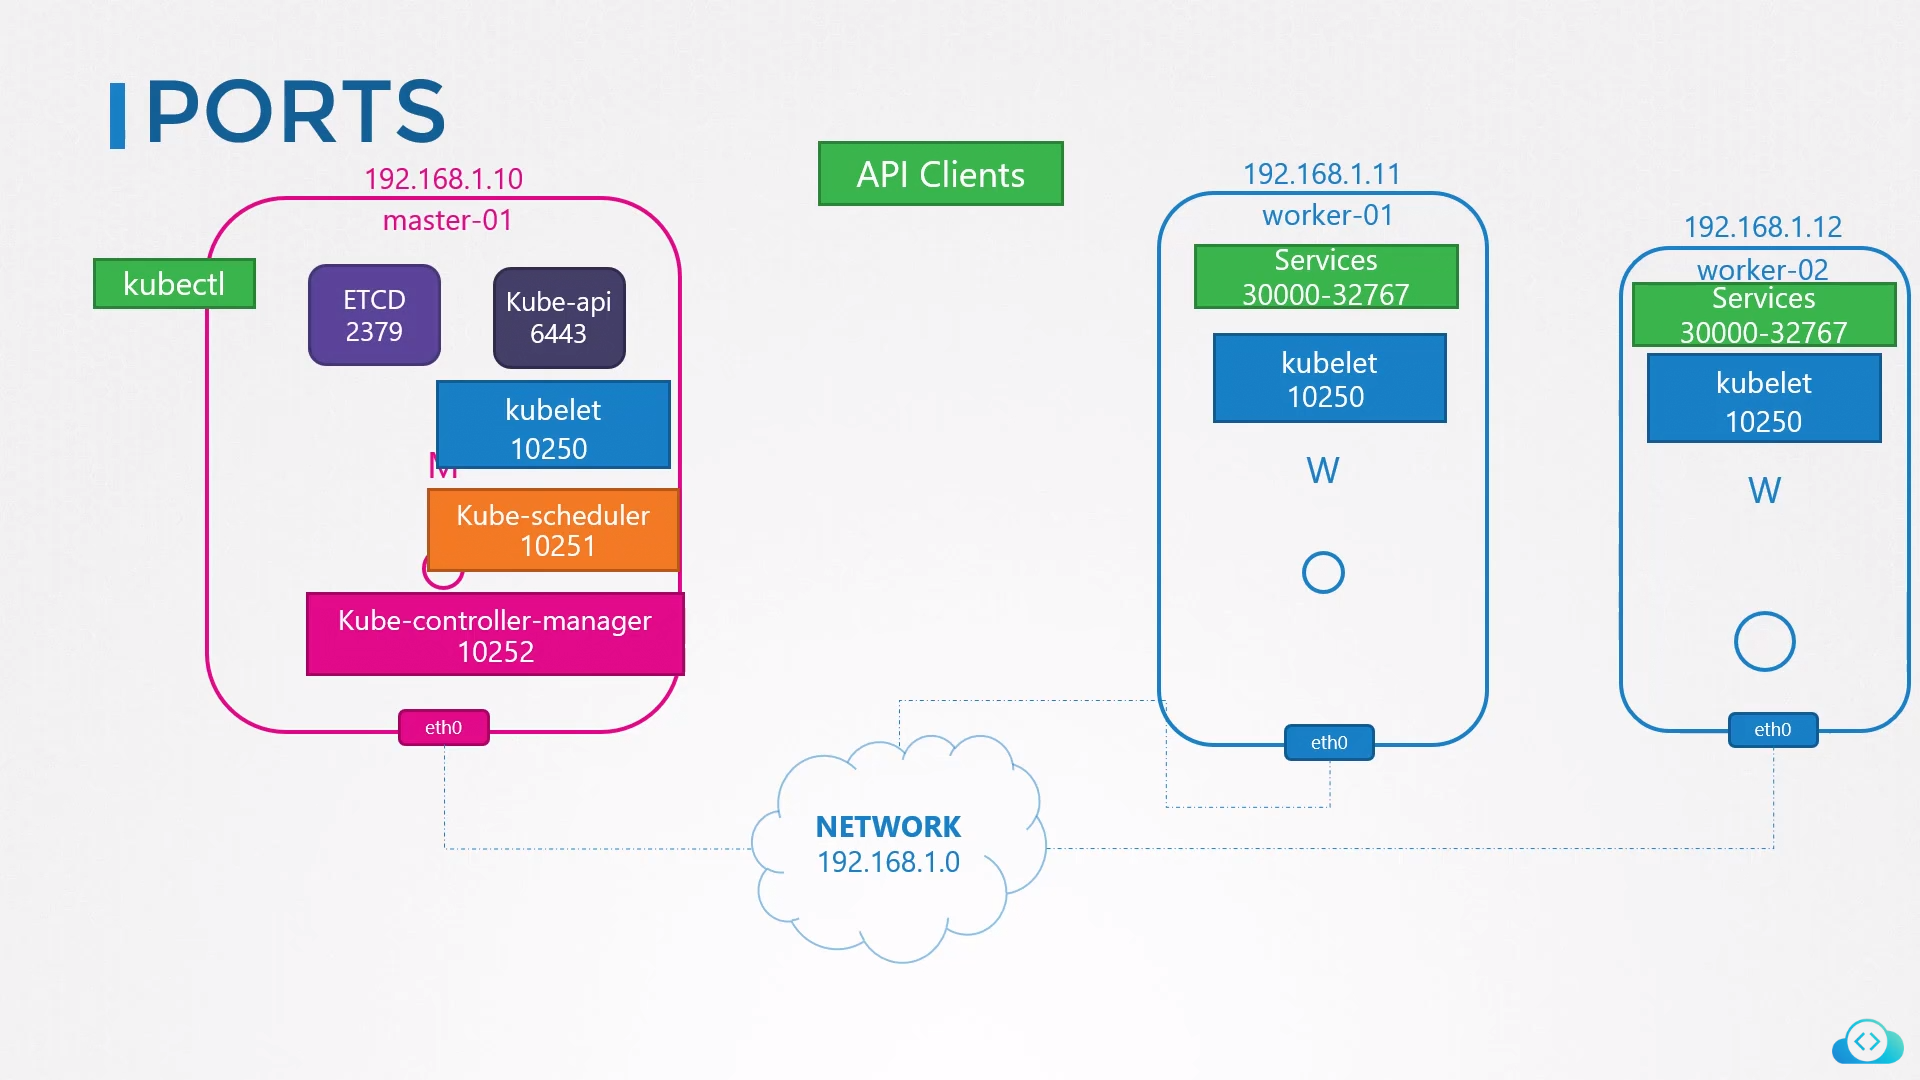 PORTS
192.168.1.10
master-01
kubectl
ETCD
2379
Kube-api
6443
kubelet
10250
M
Kube-scheduler
10251
Kube-controller-manager
10252
eth0
API Clients
NETWORK
192.168.1.0
192.168.1.11
worker-01
Services
30000-32767
kubelet
10250
W
eth0
192.168.1.12
worker-02
Services
30000-32767
kubelet
10250
W
eth0